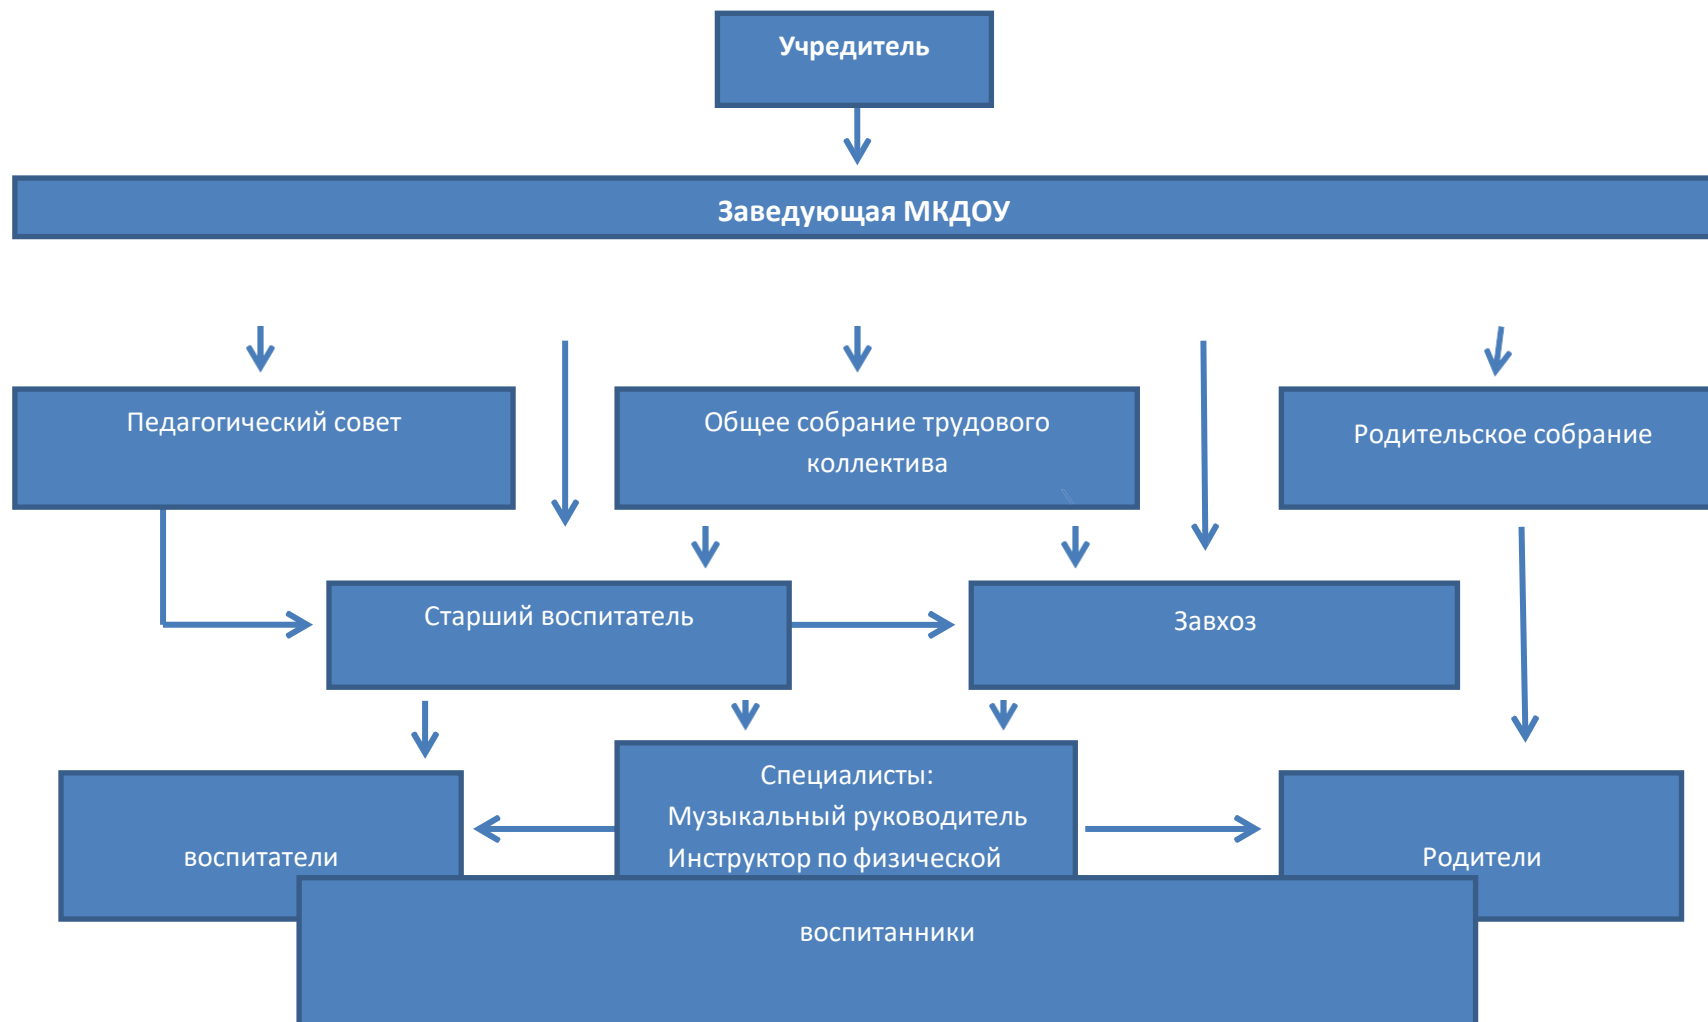 Учредитель
Заведующая МКДОУ
Педагогический совет
Общее собрание трудового
коллектива
Родительское собрание
Старший воспитатель
Завхоз
Специалисты:
Музыкальный руководитель
Инструктор по физической
воспитатели
Родители
воспитанники